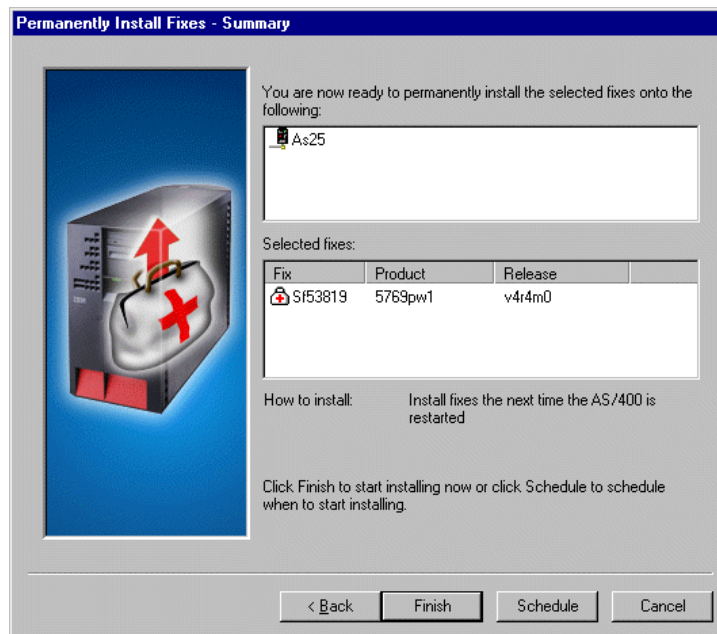 Permanently Install Fixes - Summary
You are now ready to permanently install the selected fixes onto the
following:
As25
Selected fixes:
Fix Product Release
Sf53819 5769pw1 v4r4m0
How to install: Install fixes the next time the AS/400 is
restarted
Click Finish to start installing now or click Schedule to schedule
when to start installing.
< Back Finish Schedule Cancel